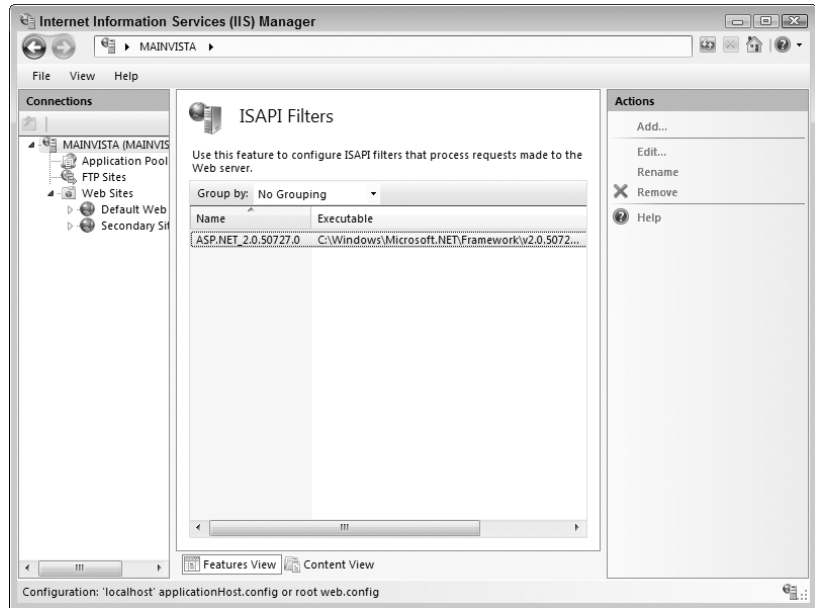 Internet Information Services (IIS) Manager
MAINVISTA
File View Help
Connections
MAINVISTA (MAINVIS
Application Pool
FTP Sites
Web Sites
Default Web
Secondary Sit
ISAPI Filters
Use this feature to configure ISAPI filters that process requests made to the
Web server.
Group by: No Grouping
Name Executable
ASP.NET_2.0.50727.0 C:\Windows\Microsoft.NET\Framework\v2.0.5072...
Features View Content View
Actions
Add...
Edit...
Rename
Remove
Help
Configuration: 'localhost' applicationHost.config or root web.config